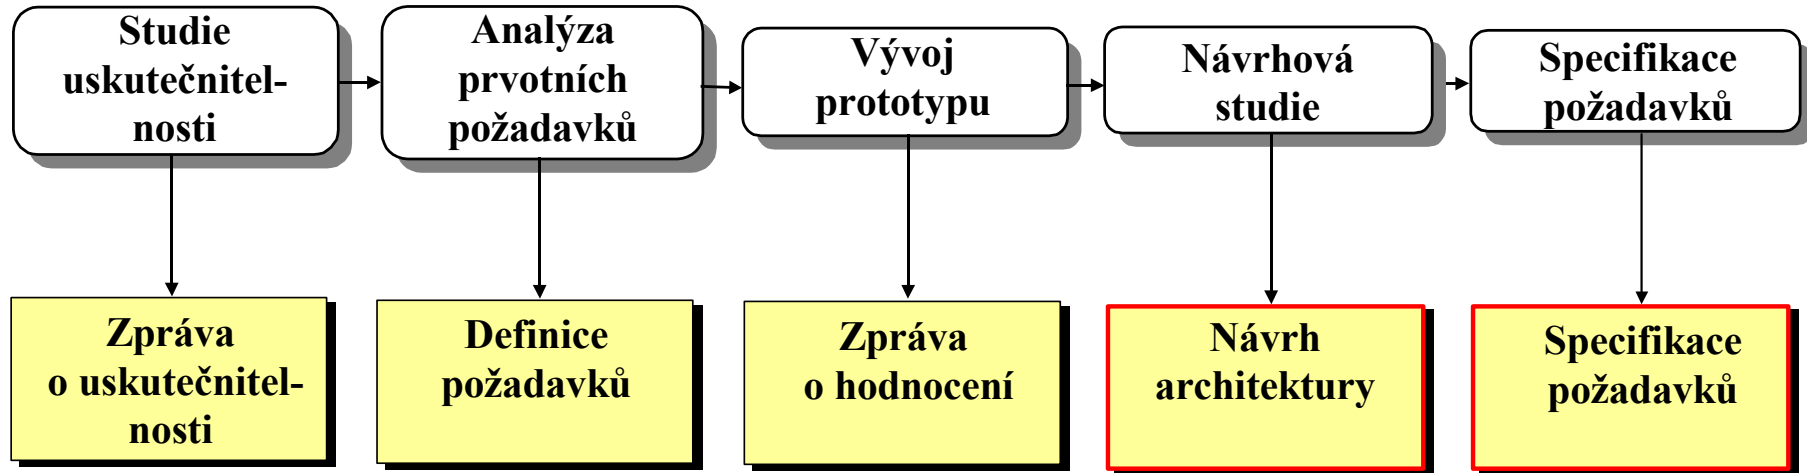 Studie
uskutečnitel-
nosti
Analýza
prvotních
požadavků
Vývoj
prototypu
Návrhová
studie
Specifikace
požadavků
Zpráva
o uskutečnitel-
nosti
Definice
požadavků
Zpráva
o hodnocení
Návrh
architektury
Specifikace
požadavků